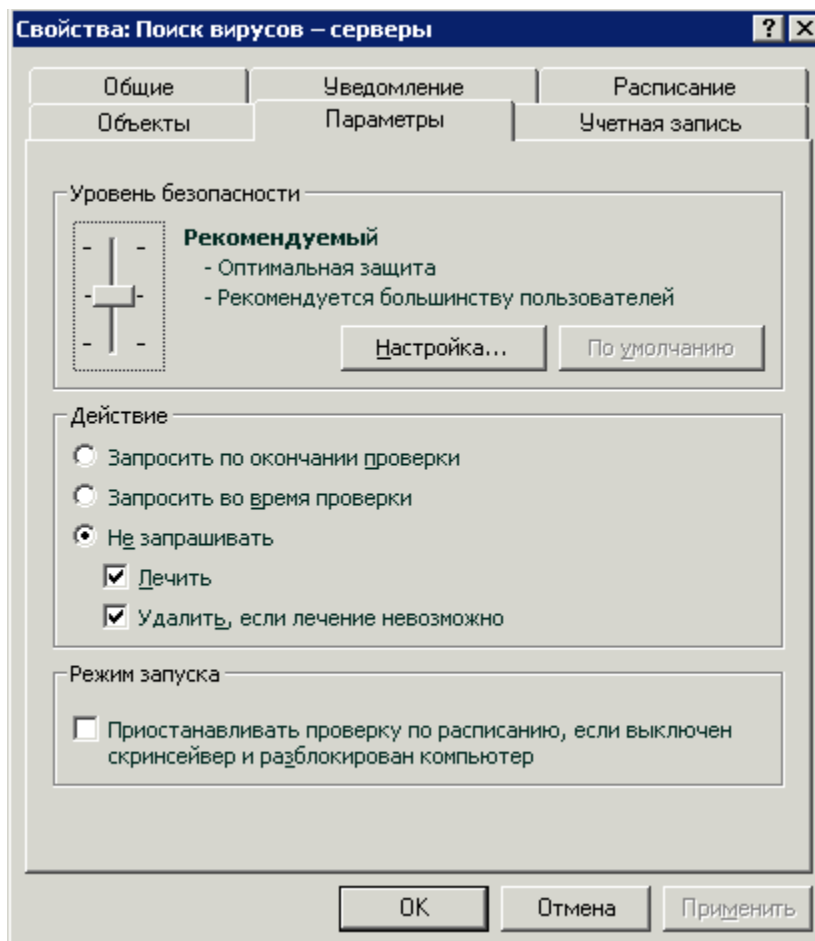 Свойства: Поиск вирусов – серверы
Общие
Уведомление
Расписание
Объекты
Параметры
Учетная запись
Уровень безопасности
Рекомендуемый
- Оптимальная защита
- Рекомендуется большинству пользователей
Настройка...
По умолчанию
Действие
Запросить по окончании проверки
Запросить во время проверки
Не запрашивать
Лечить
Удалить, если лечение невозможно
Режим запуска
Приостанавливать проверку по расписанию, если выключен
скринсейвер и разблокирован компьютер
OK
Отмена
Применить